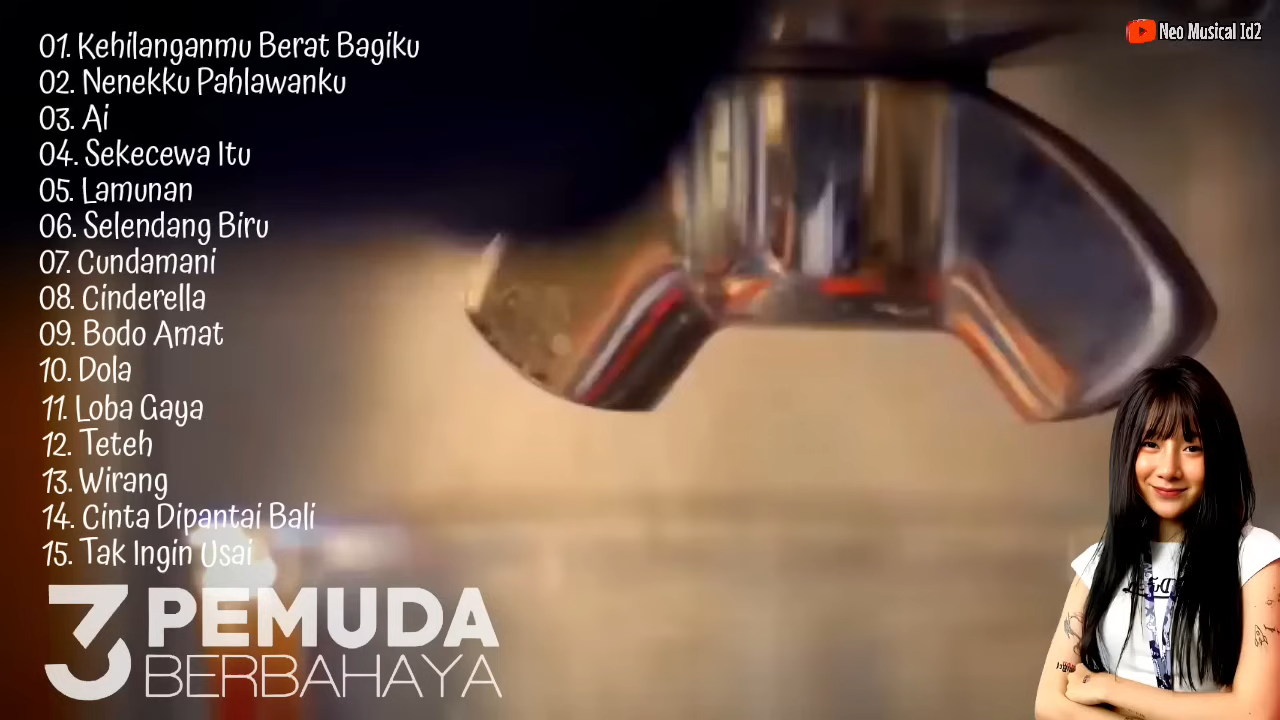 01. Kehilanganmu Berat Bagiku
02. Nenekku Pahlawanku
03. Ai
04. Sekecewa Itu
05. Lamunan
06. Selendang Biru
07. Cundamani
08. Cinderella
09. Bodo Amat
10. Dola
11. Loba Gaya
12. Teteh
13. Wirang
14. Cinta Dipantai Bali
15. Tak Ingin Usai
3 PEMUDA
BERBAHAYA
Neo Musical Id2